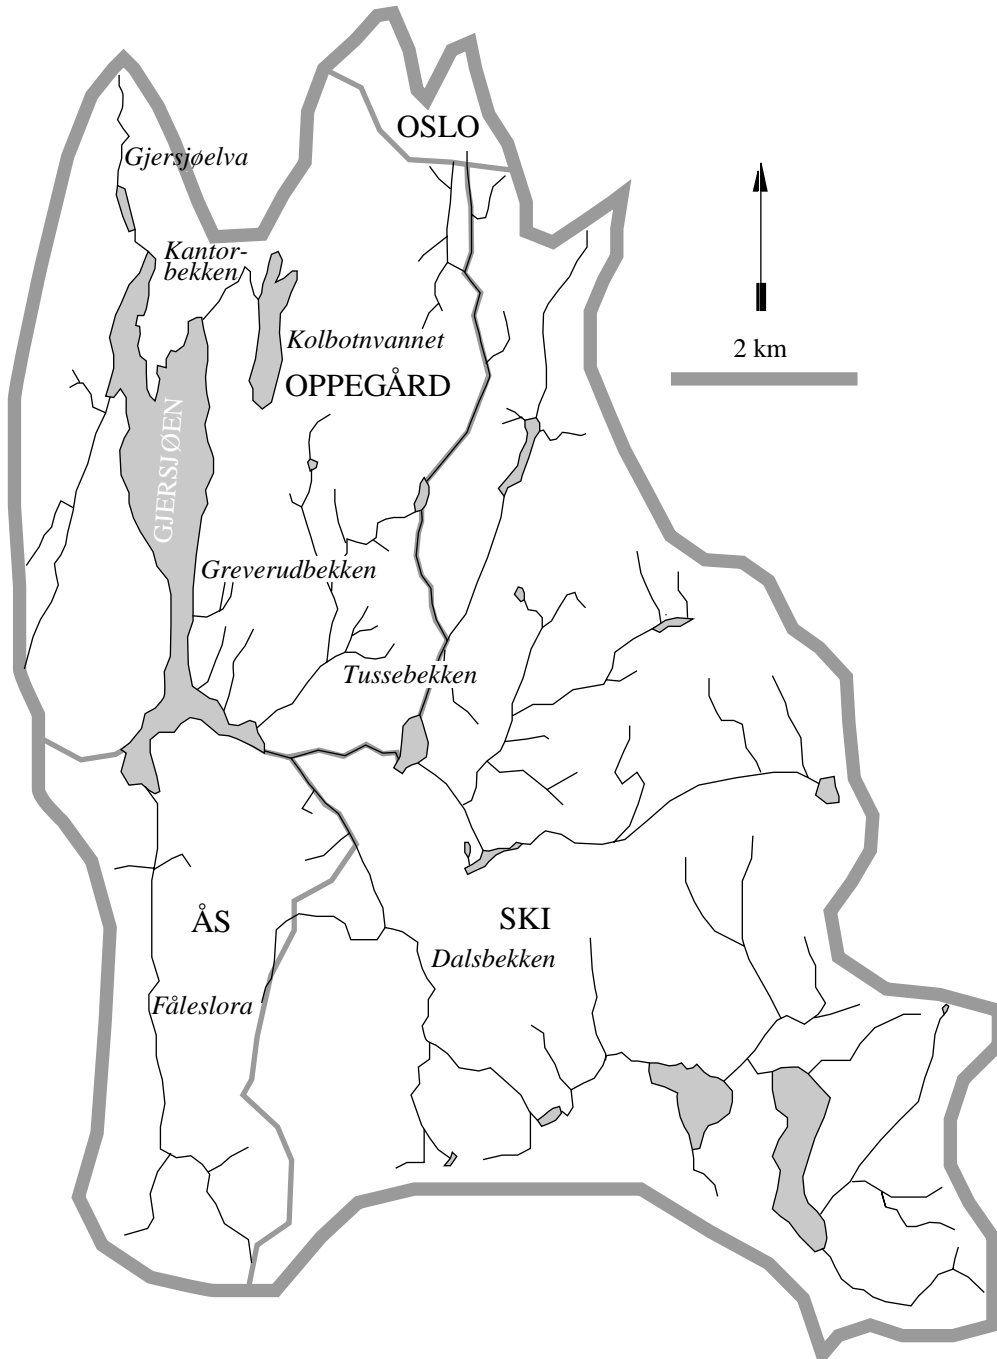 OSLO
Gjersjøelva
Kantor-
bekken
Kolbotnvannet
2 km
OPPEGÅRD
GJERSJØEN
Greverudbekken
Tussebekken
ÅS
SKI
Dalsbekken
Fåleslora